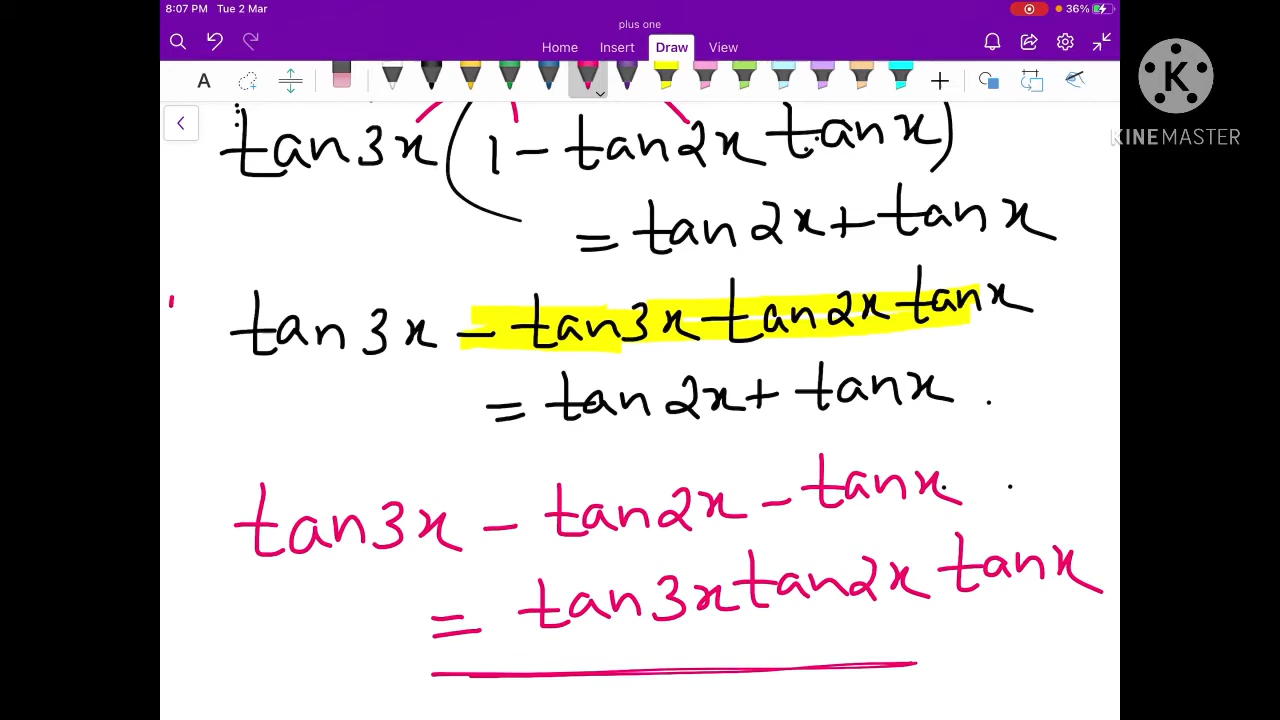 8:07 PM Tue 2 Mar 36%
plus one
Home Insert Draw View
A
K
KINEMASTER
tan3x (1 - tan2x tanx)
= tan2x + tanx
tan3x - tan3x tan2x tanx
= tan2x + tanx .
tan3x - tan2x - tanx
= tan3x tan2x tanx